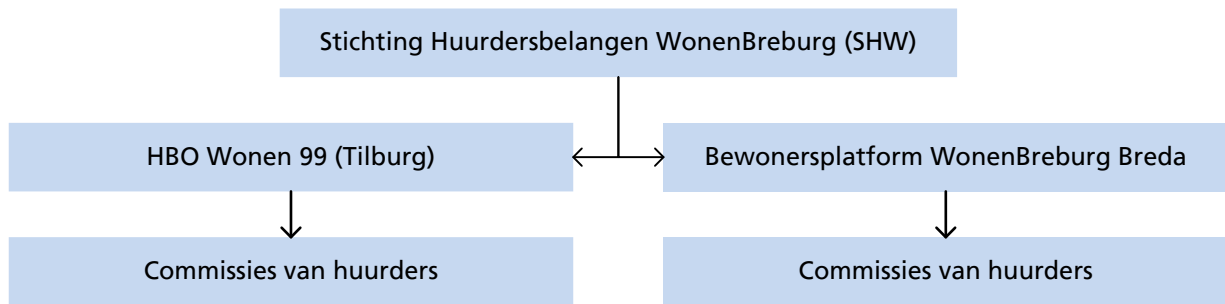 Stichting Huurdersbelangen WonenBreburg (SHW)
HBO Wonen 99 (Tilburg)
Bewonersplatform WonenBreburg Breda
Commissies van huurders
Commissies van huurders